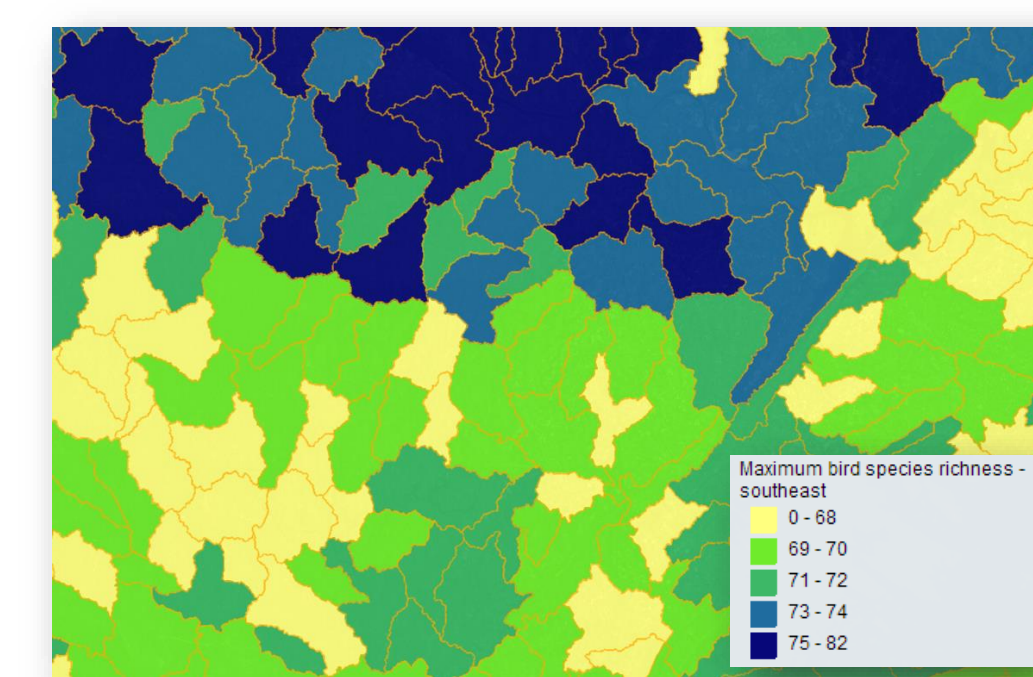 Maximum bird species richness -
southeast
0 - 68
69 - 70
71 - 72
73 - 74
75 - 82